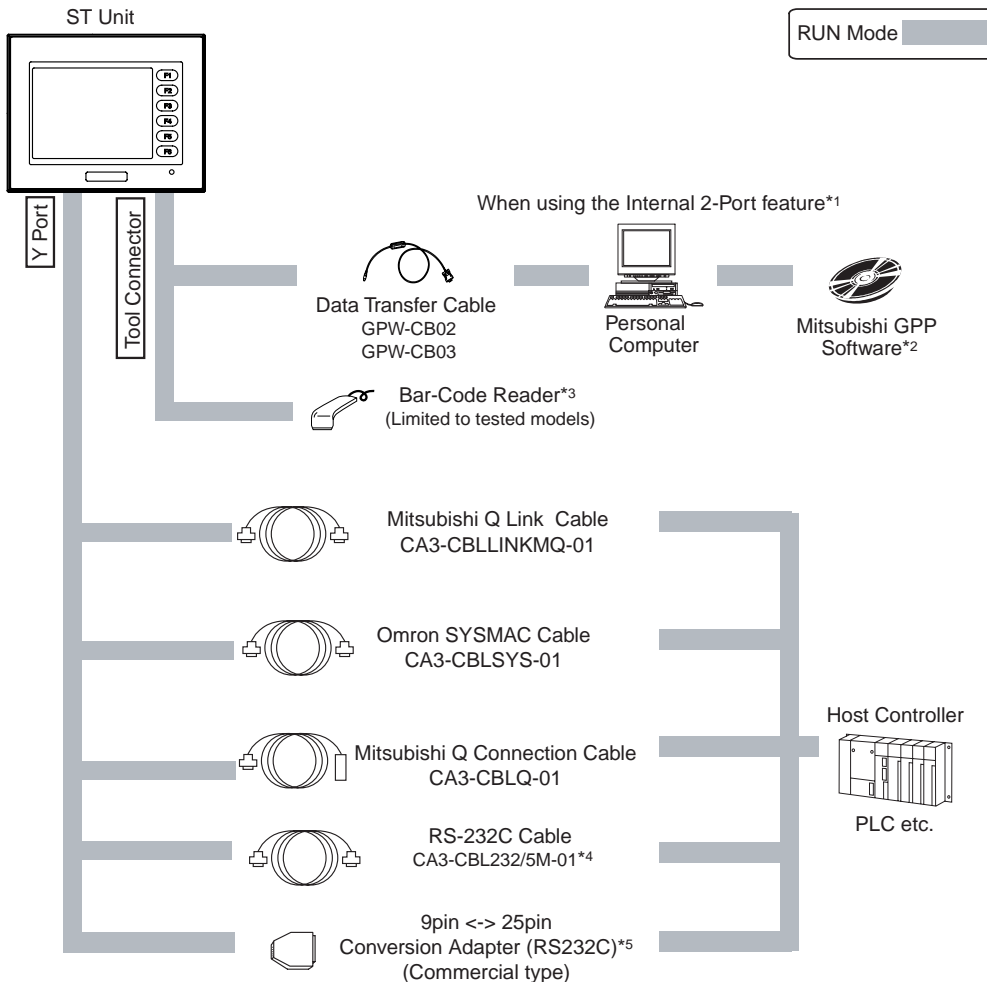 ST Unit
RUN Mode
F1
F2
F3
F4
F5
F6
Y Port
Tool Connector
When using the Internal 2-Port feature*1
Data Transfer Cable
GPW-CB02
GPW-CB03
Personal
Computer
Mitsubishi GPP
Software*2
Bar-Code Reader*3
(Limited to tested models)
Mitsubishi Q Link Cable
CA3-CBLLINKMQ-01
Omron SYSMAC Cable
CA3-CBLSYS-01
Mitsubishi Q Connection Cable
CA3-CBLQ-01
Host Controller
PLC etc.
RS-232C Cable
CA3-CBL232/5M-01*4
9pin <-> 25pin
Conversion Adapter (RS232C)*5
(Commercial type)